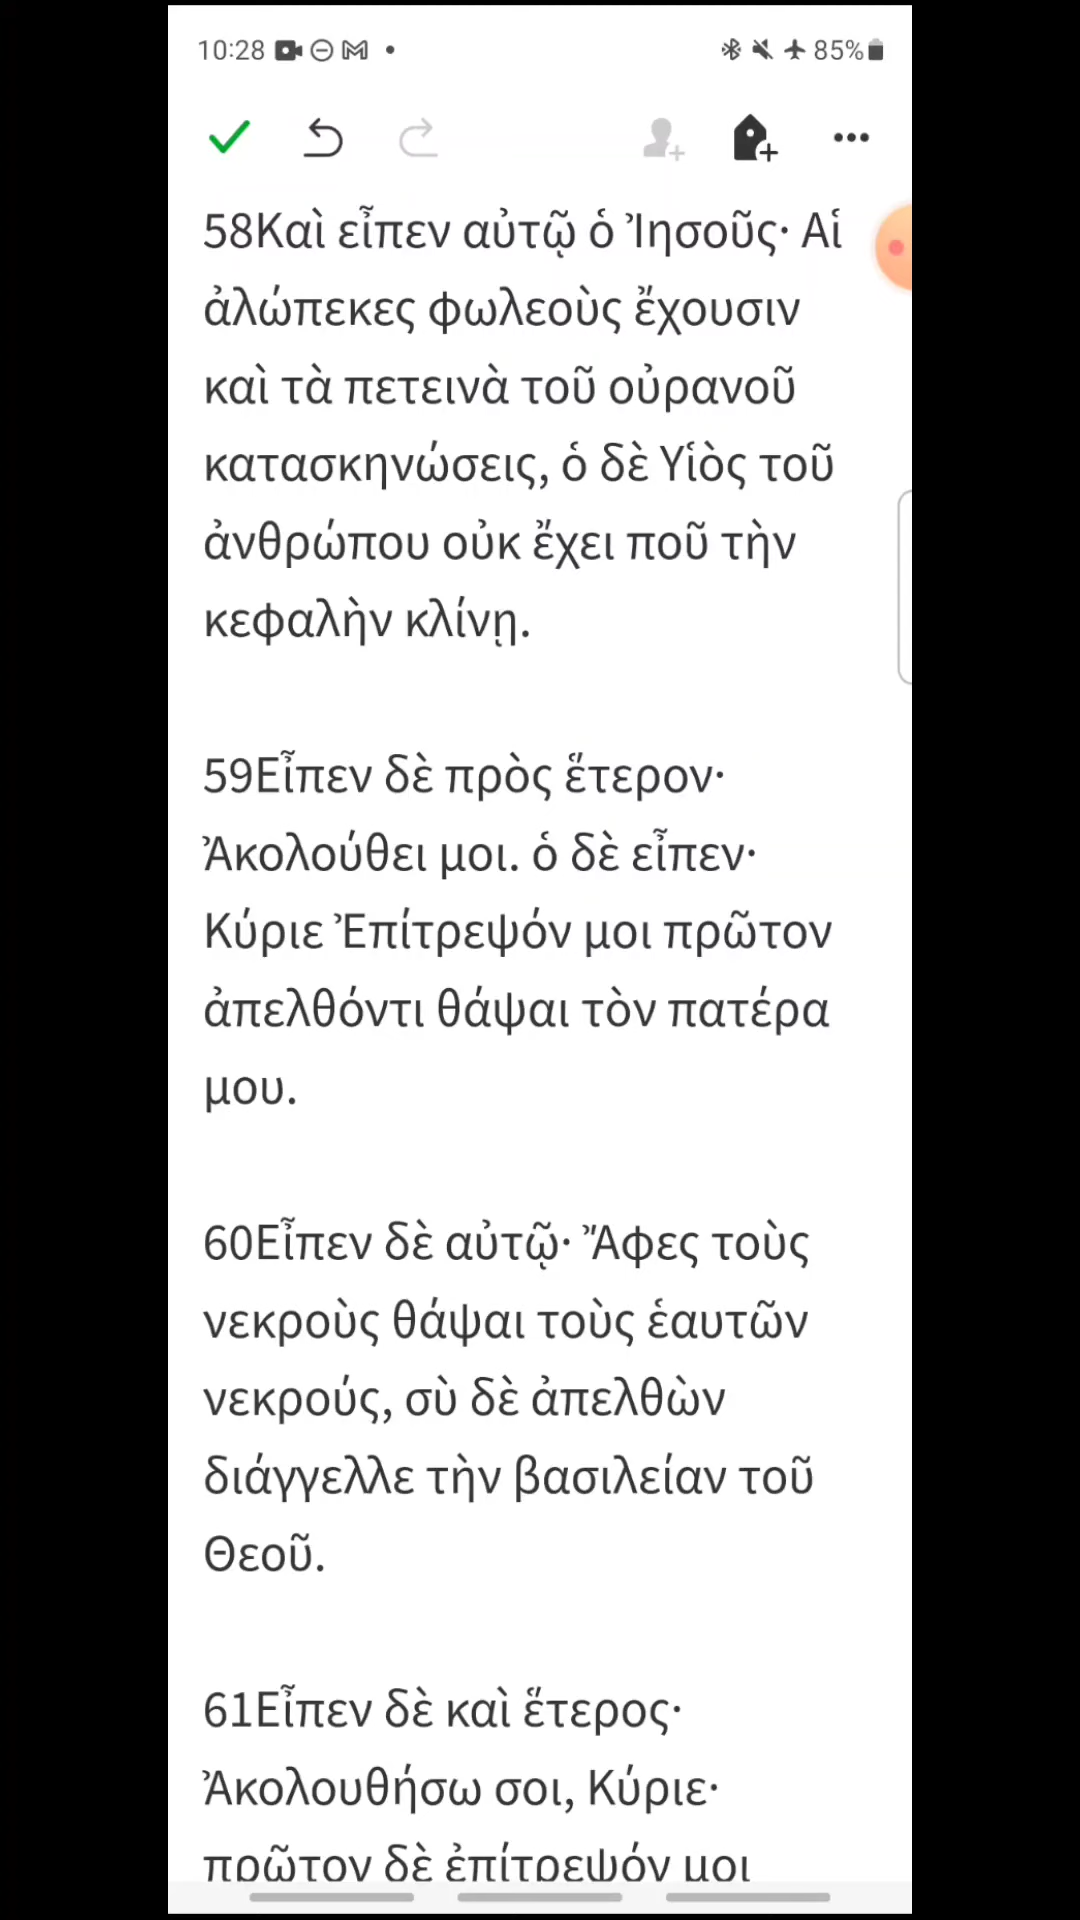 10:28
85%
58Καὶ εἶπεν αὐτῷ ὁ Ἰησοῦς· Αἱ
ἀλώπεκες φωλεοὺς ἔχουσιν
καὶ τὰ πετεινὰ τοῦ οὐρανοῦ
κατασκηνώσεις, ὁ δὲ Υἱὸς τοῦ
ἀνθρώπου οὐκ ἔχει ποῦ τὴν
κεφαλὴν κλίνῃ.
59Εἶπεν δὲ πρὸς ἕτερον·
Ἀκολούθει μοι. ὁ δὲ εἶπεν·
Κύριε Ἐπίτρεψόν μοι πρῶτον
ἀπελθόντι θάψαι τὸν πατέρα
μου.
60Εἶπεν δὲ αὐτῷ· Ἄφες τοὺς
νεκροὺς θάψαι τοὺς ἑαυτῶν
νεκρούς, σὺ δὲ ἀπελθὼν
διάγγελλε τὴν βασιλείαν τοῦ
Θεοῦ.
61Εἶπεν δὲ καὶ ἕτερος·
Ἀκολουθήσω σοι, Κύριε·
πρῶτον δὲ ἐπίτρεψόν μοι